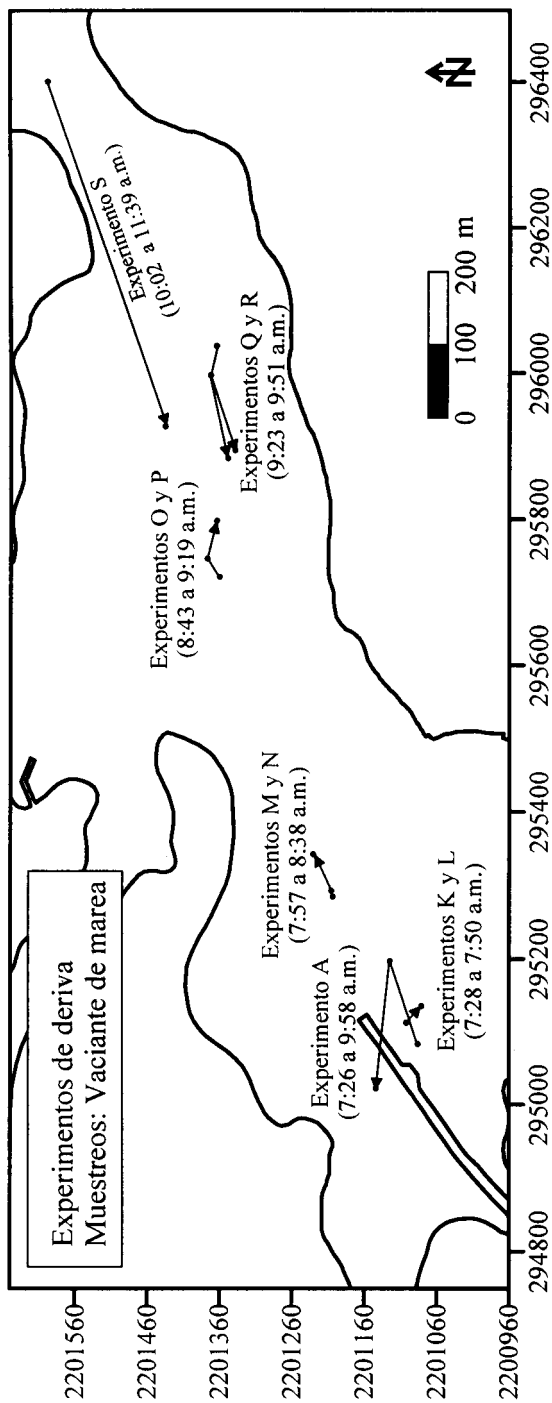 Experimentos de deriva
Muestreos: Vaciante de marea
Experimento S
(10:02 a 11:39 a.m.)
Experimentos O y P
(8:43 a 9:19 a.m.)
Experimentos Q y R
(9:23 a 9:51 a.m.)
Experimentos M y N
(7:57 a 8:38 a.m.)
Experimento A
(7:26 a 9:58 a.m.)
Experimentos K y L
(7:28 a 7:50 a.m.)
N
0 100 200 m
2201560
2201460
2201360
2201260
2201160
2201060
2200960
294800 295000 295200 295400 295600 295800 296000 296200 296400